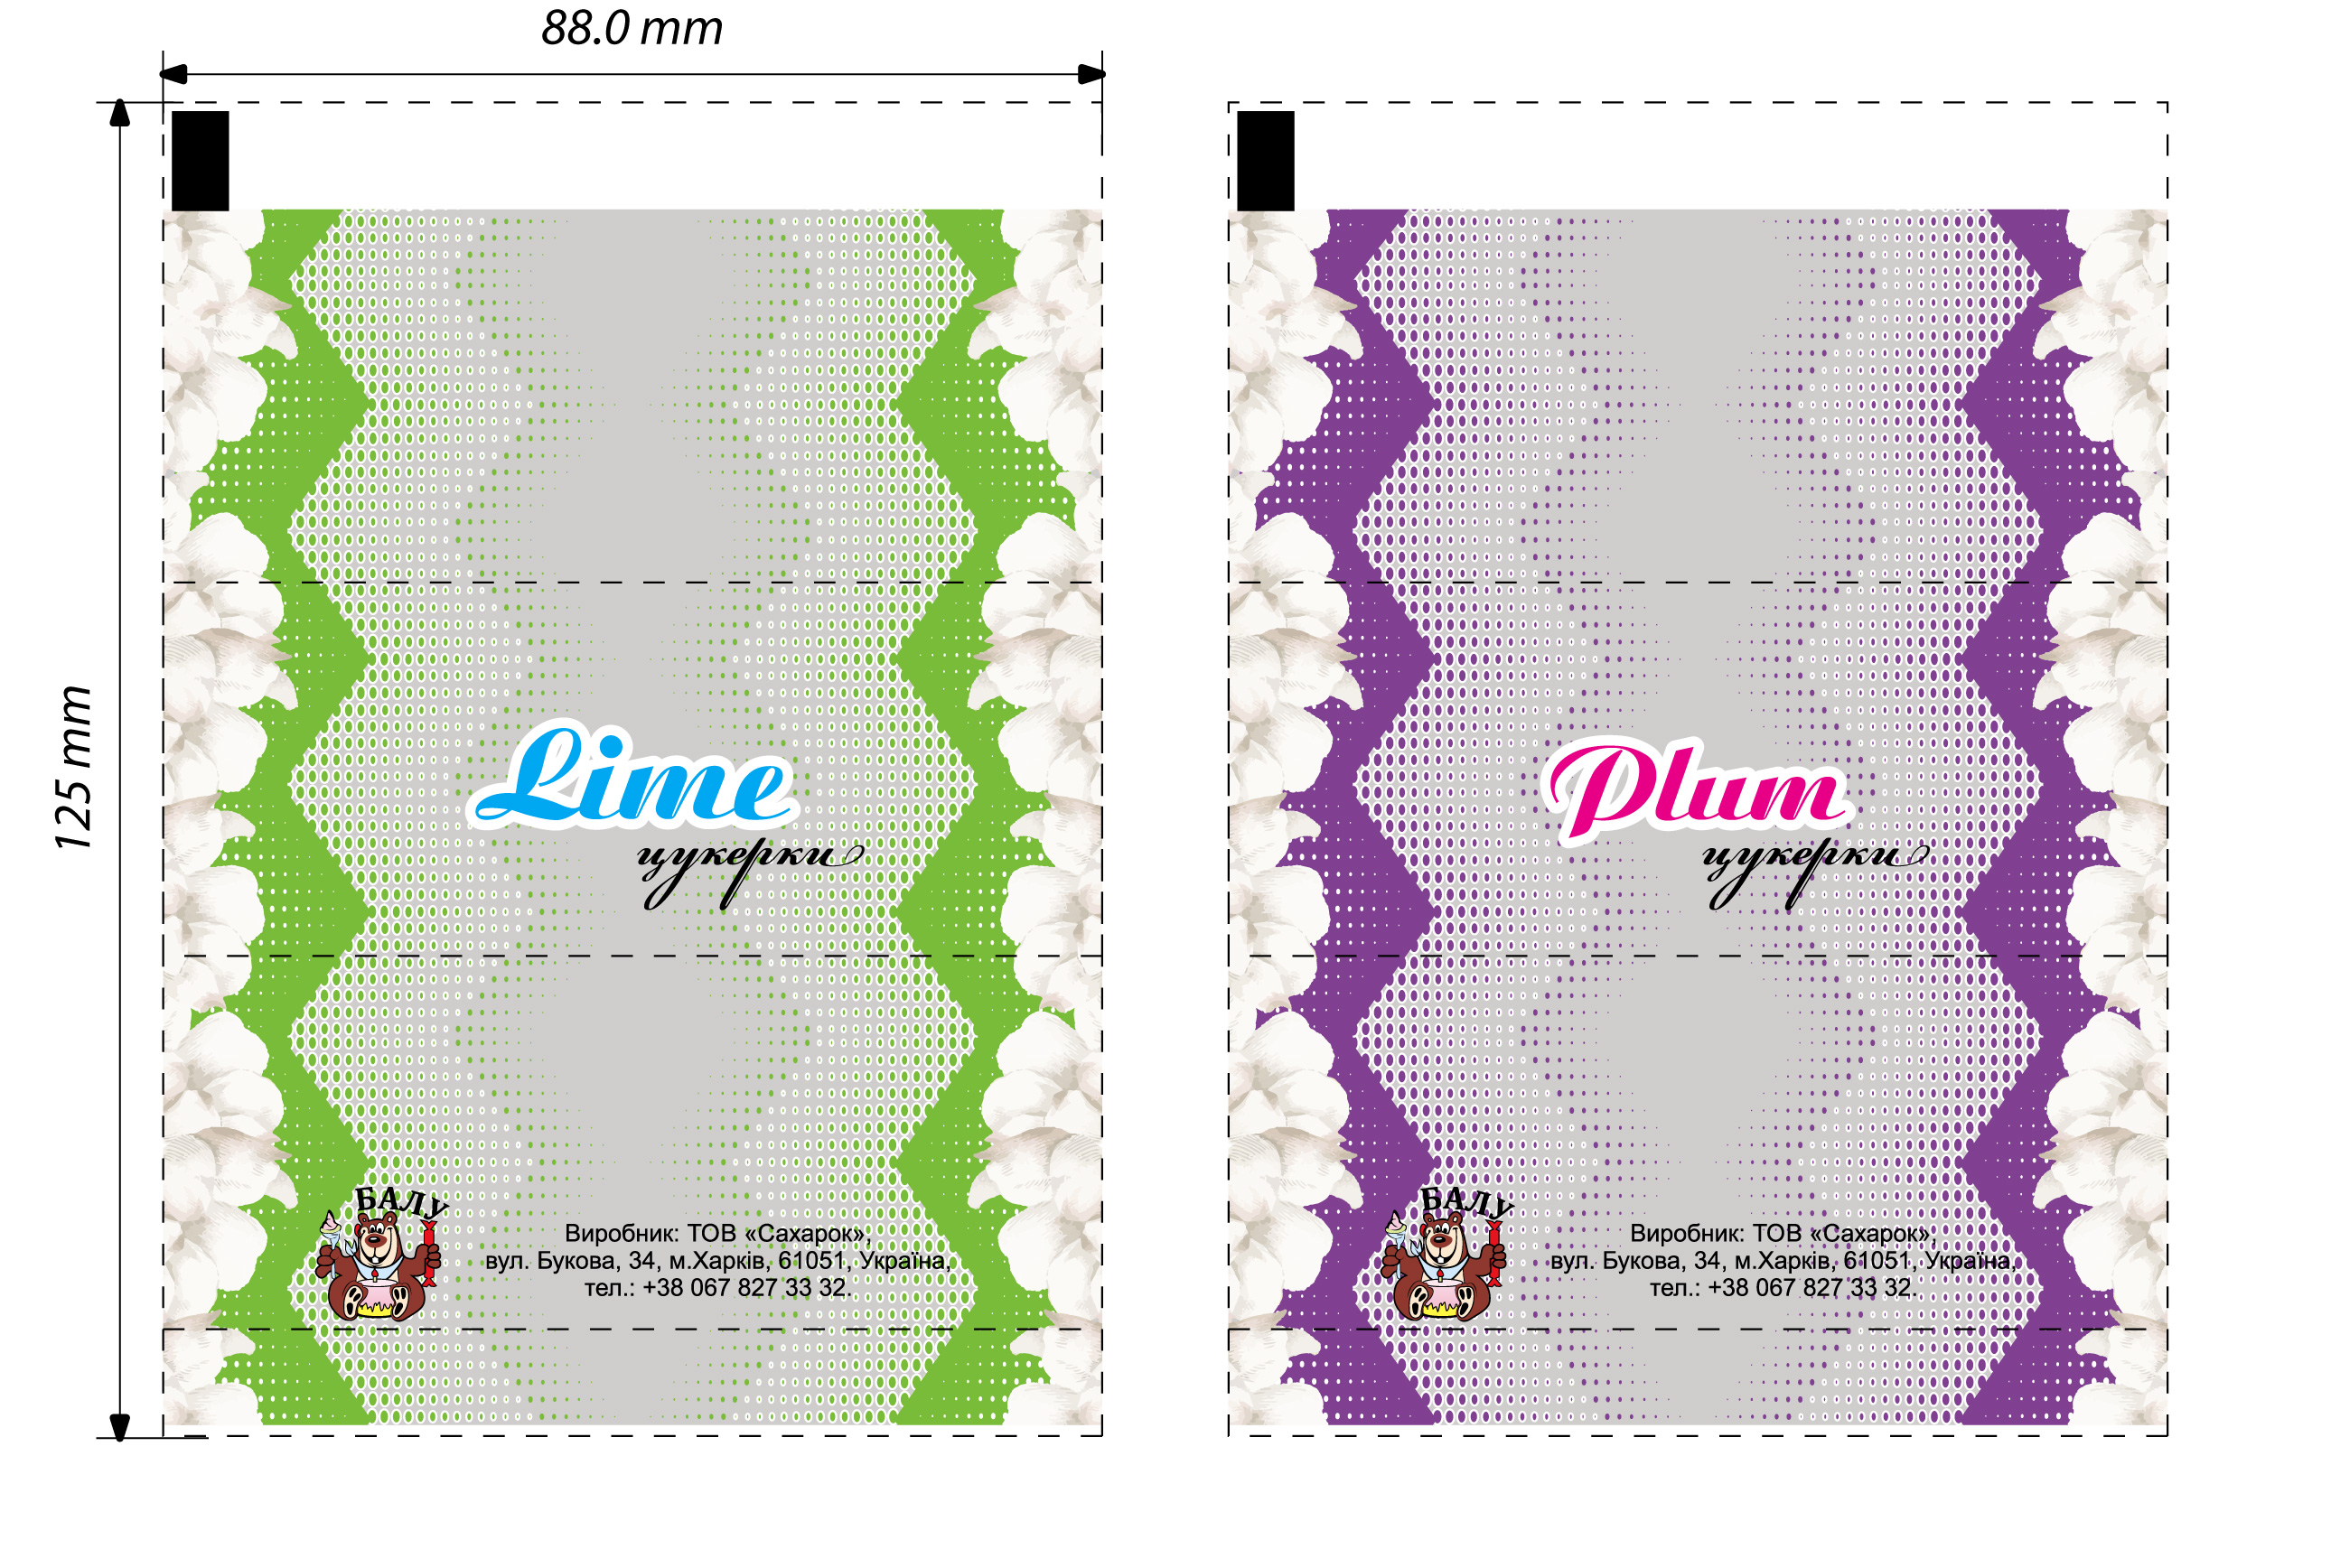 88.0 mm
125 mm
Lime
цукерки
БАЛУ
Виробник: ТОВ «Сахарок»,
вул. Букова, 34, м.Харків, 61051, Україна,
тел.: +38 067 827 33 32.
Plum
цукерки
БАЛУ
Виробник: ТОВ «Сахарок»,
вул. Букова, 34, м.Харків, 61051, Україна,
тел.: +38 067 827 33 32.